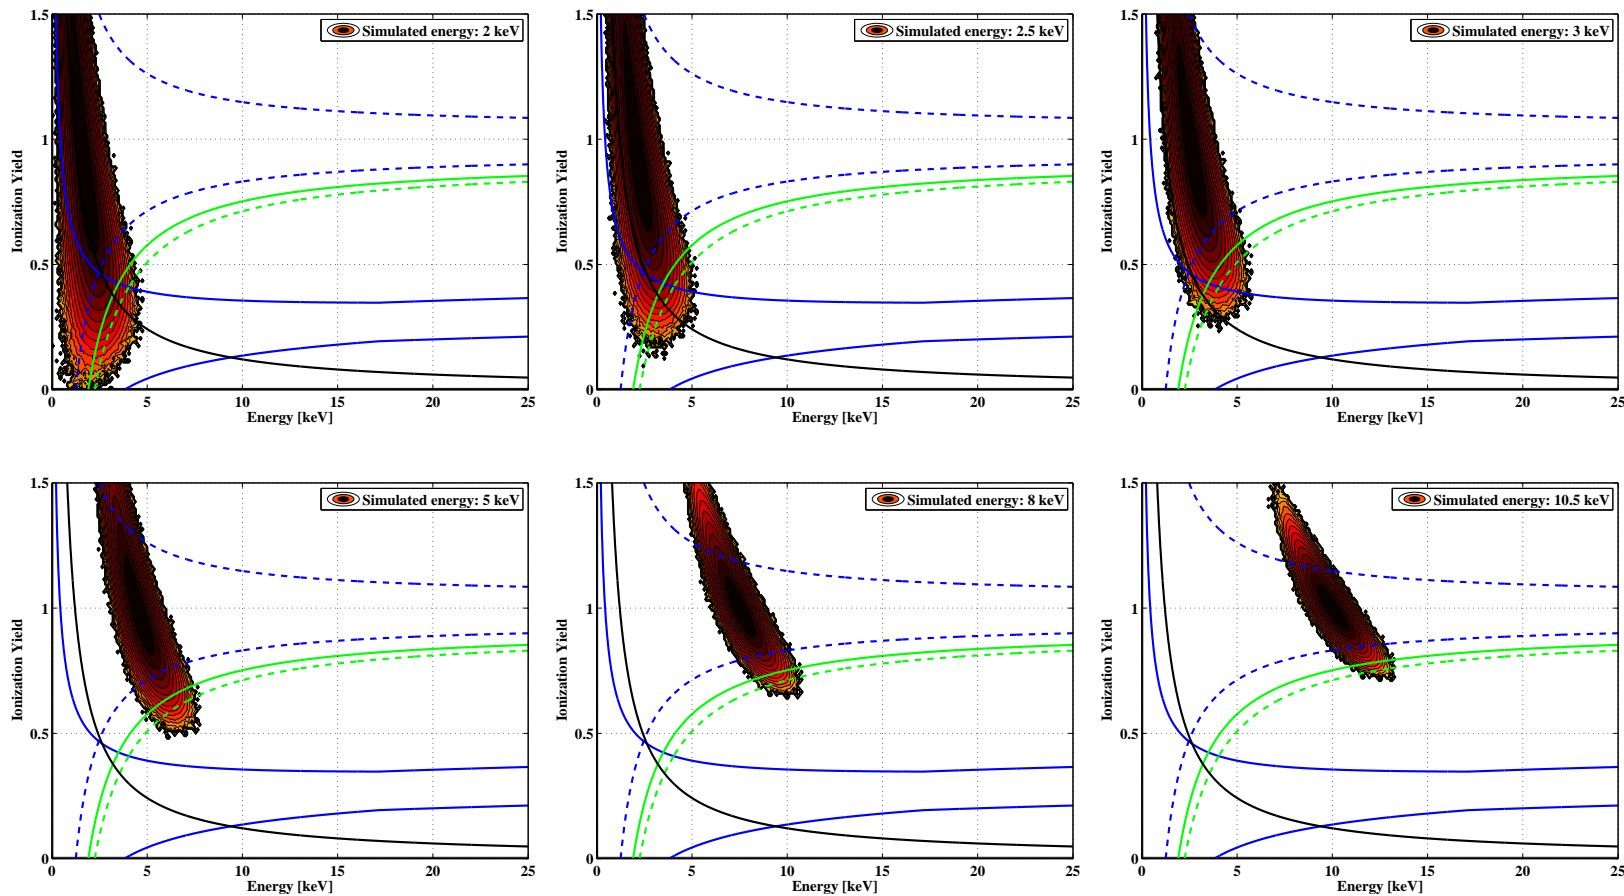 Simulated energy: 2 keV
1.5
1
0.5
0
Ionization Yield
0 5 10 15 20 25
Energy [keV]
Simulated energy: 2.5 keV
1.5
1
0.5
0
Ionization Yield
0 5 10 15 20 25
Energy [keV]
Simulated energy: 3 keV
1.5
1
0.5
0
Ionization Yield
0 5 10 15 20 25
Energy [keV]
Simulated energy: 5 keV
1.5
1
0.5
0
Ionization Yield
0 5 10 15 20 25
Energy [keV]
Simulated energy: 8 keV
1.5
1
0.5
0
Ionization Yield
0 5 10 15 20 25
Energy [keV]
Simulated energy: 10.5 keV
1.5
1
0.5
0
Ionization Yield
0 5 10 15 20 25
Energy [keV]